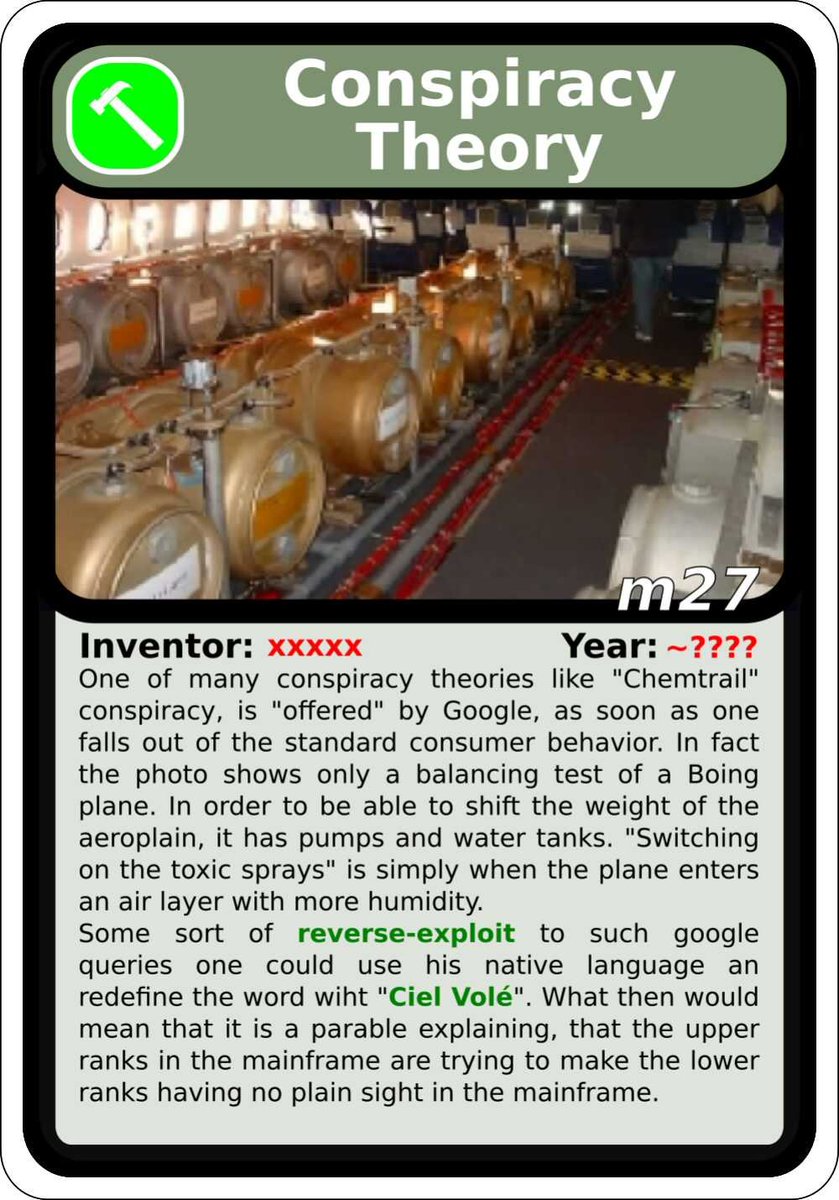 Conspiracy
Theory
m27
Inventor: xxxxx Year: ~????
One of many conspiracy theories like "Chemtrail"
conspiracy, is "offered" by Google, as soon as one
falls out of the standard consumer behavior. In fact
the photo shows only a balancing test of a Boing
plane. In order to be able to shift the weight of the
aeroplain, it has pumps and water tanks. "Switching
on the toxic sprays" is simply when the plane enters
an air layer with more humidity.
Some sort of reverse-exploit to such google
queries one could use his native language an
redefine the word wiht "Ciel Volé". What then would
mean that it is a parable explaining, that the upper
ranks in the mainframe are trying to make the lower
ranks having no plain sight in the mainframe.